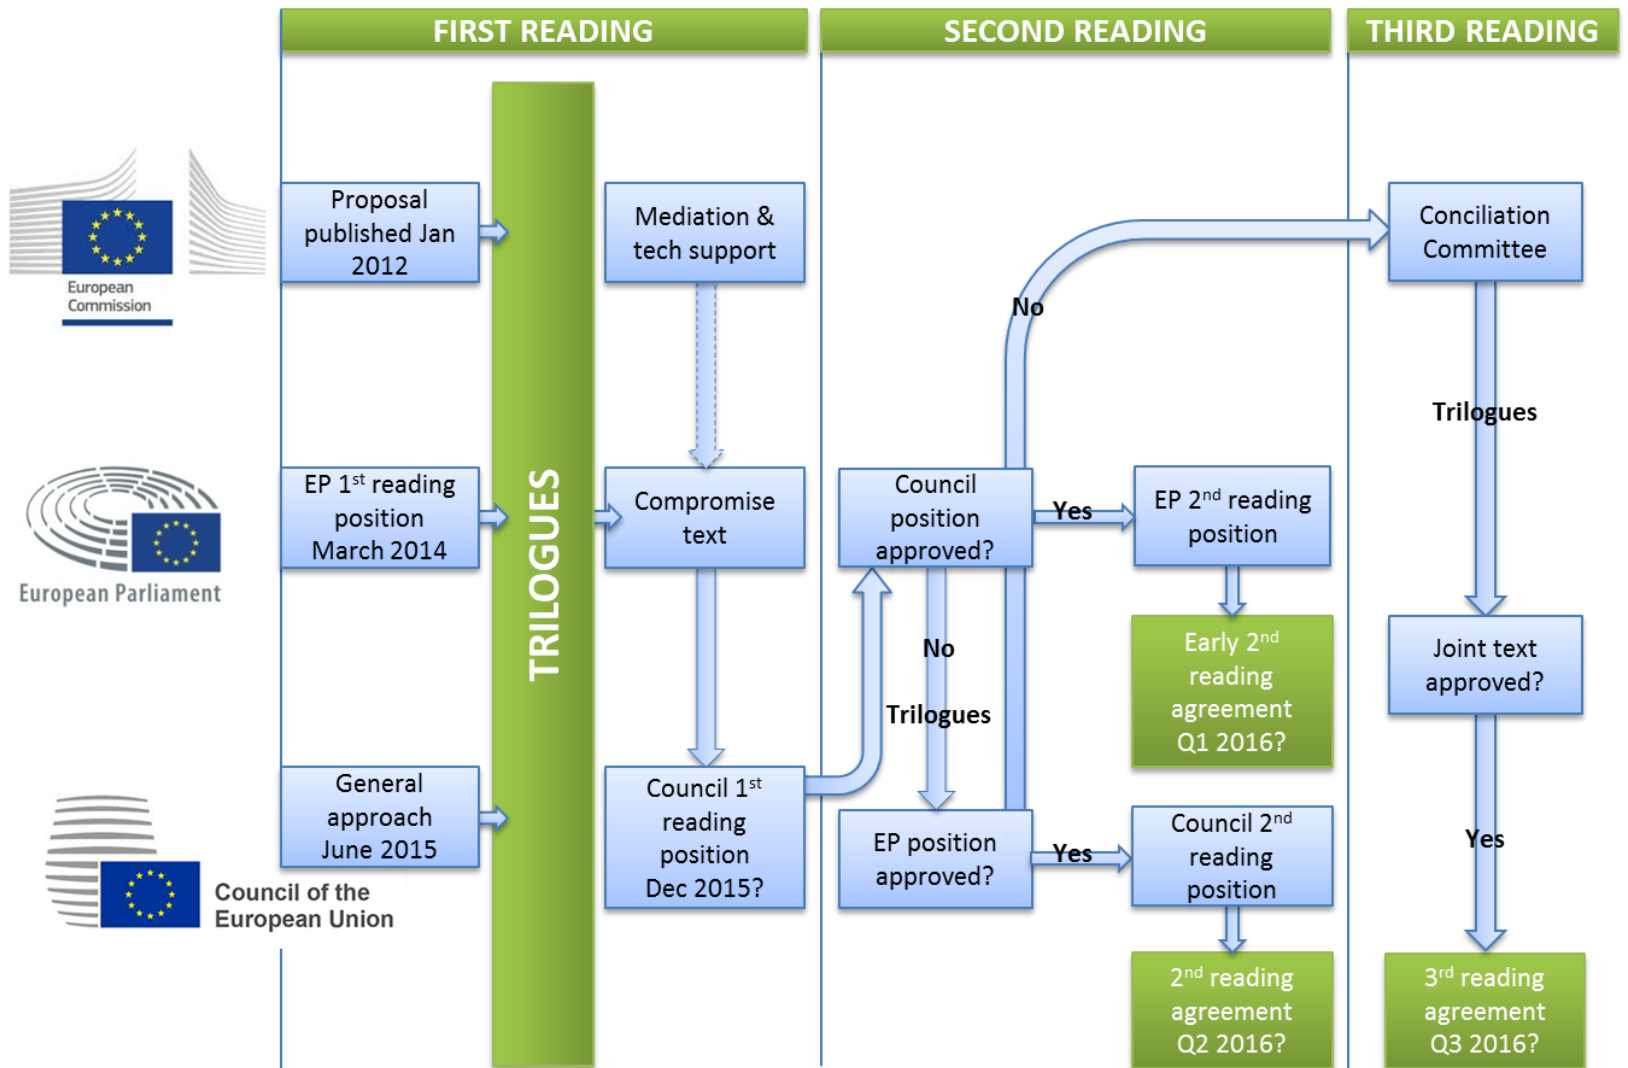 FIRST READING
SECOND READING
THIRD READING
European
Commission
Proposal
published Jan
2012
Mediation &
tech support
Conciliation
Committee
No
Trilogues
European Parliament
EP 1st reading
position
March 2014
TRILOGUES
Compromise
text
Council
position
approved?
Yes
EP 2nd reading
position
No
Trilogues
Early 2nd
reading
agreement
Q1 2016?
Joint text
approved?
Council of the
European Union
General
approach
June 2015
Council 1st
reading
position
Dec 2015?
EP position
approved?
Yes
Council 2nd
reading
position
Yes
2nd reading
agreement
Q2 2016?
3rd reading
agreement
Q3 2016?